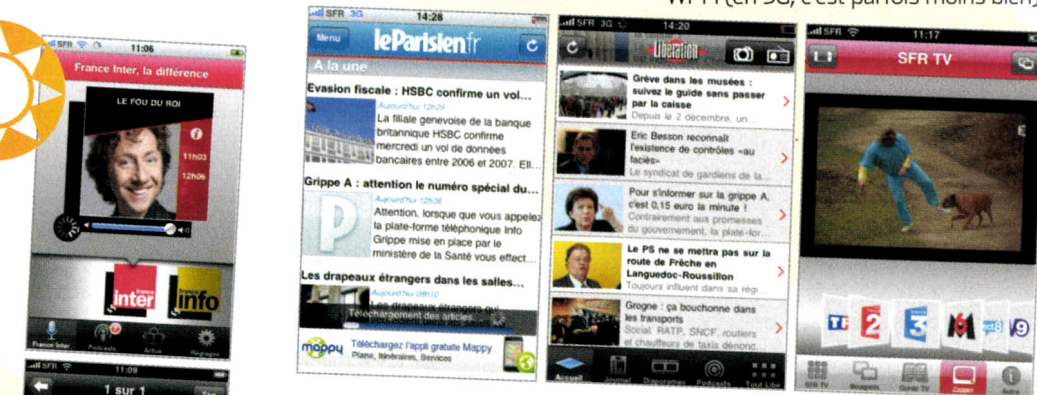 Wi-Fi (en 3G, c'est parfois moins bien)
SFR
11:06
France Inter, la différence
LE FOU DU ROI
11h03
12h06
france
inter
france
info
France Inter
Podcasts
Actus
Réglages
SFR
11:09
1 sur 1
SFR 3G
14:28
Menu
leParisien.fr
A la une
Evasion fiscale : HSBC confirme un vol...
Aujourd'hui 12h29
La filiale genevoise de la banque
britannique HSBC confirme
mercredi un vol de données
bancaires entre 2006 et 2007. Ell...
Grippe A : attention le numéro spécial du...
Aujourd'hui 12h26
P
Attention, lorsque que vous appelez
la plate-forme téléphonique Info
Grippe mise en place par le
ministère de la Santé vous effect...
Les drapeaux étrangers dans les salles...
Aujourd'hui 08h10
Les drapeaux étrangers qui
Téléchargement des articles
mappy
Téléchargez l'appli gratuite Mappy
Plans, Itinéraires, Services
SFR 3G
14:20
Libération
Grève dans les musées :
suivez le guide sans passer
par la caisse
Depuis le 2 décembre, un...
Eric Besson reconnaît
l'existence de contrôles «au
faciès»
Le syndicat de gardiens de la...
Pour s'informer sur la grippe A,
c'est 0,15 euro la minute !
Contrairement aux promesses
du gouvernement, la plate-for...
Le PS ne se mettra pas sur la
route de Frêche en
Languedoc-Roussillon
Toujours influent dans sa régi...
Grogne : ça bouchonne dans
les transports
Social. RATP, SNCF, routiers
et chauffeurs de taxis dénonc...
Accueil
Journal
Diaporamas
Podcasts
Tout Libé
SFR
11:17
SFR TV
TF
2
3
M6
9
SFR TV
Bouquets
Guide TV
Zapper
Autre